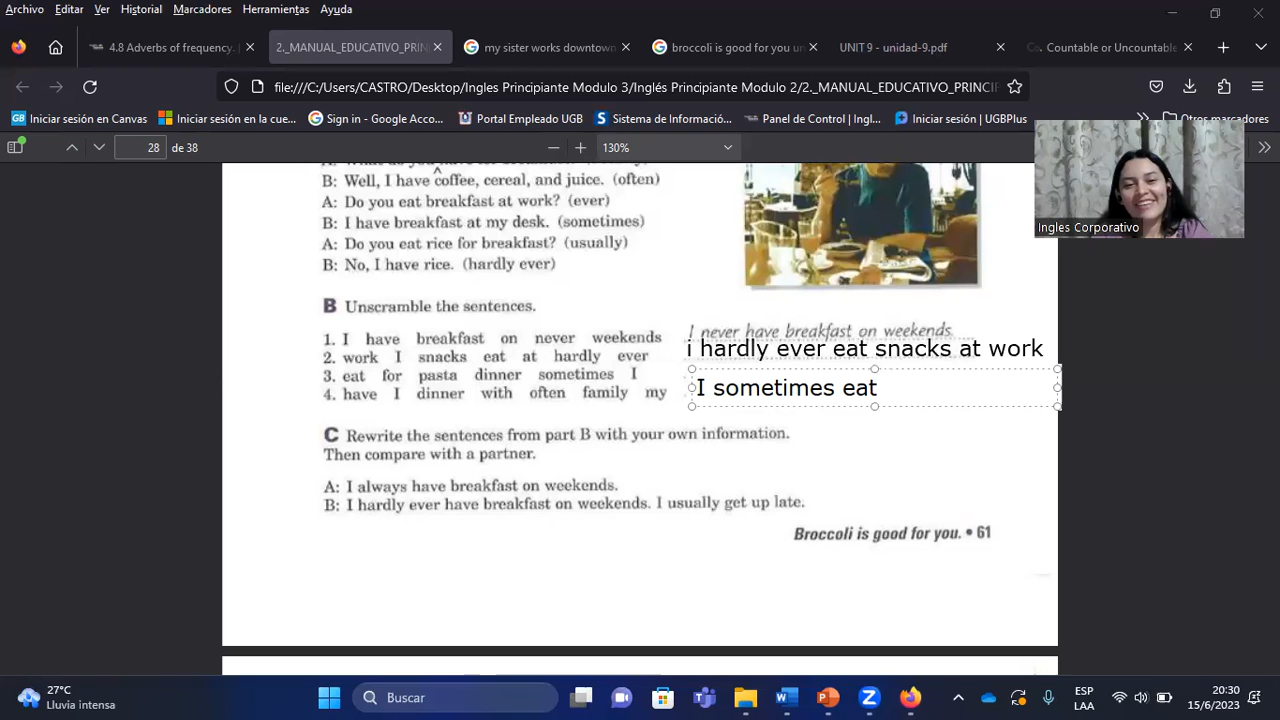 Archivo Editar Ver Historial Marcadores Herramientas Ayuda
4.8 Adverbs of frequency.
2._MANUAL_EDUCATIVO_PRIN
my sister works downtown
broccoli is good for you un
UNIT 9 - unidad-9.pdf
Countable or Uncountable
file:///C:/Users/CASTRO/Desktop/Ingles Principiante Modulo 3/Inglés Principiante Modulo 2/2._MANUAL_EDUCATIVO_PRINCIP
Iniciar sesión en Canvas
Iniciar sesión en la cue...
Sign in - Google Acco...
Portal Empleado UGB
Sistema de Informació...
Panel de Control | Ingl...
Iniciar sesión | UGBPlus
Otros marcadores
28 de 38
130%
Ingles Corporativo
B: Well, I have ^ coffee, cereal, and juice. (often)
A: Do you eat breakfast at work? (ever)
B: I have breakfast at my desk. (sometimes)
A: Do you eat rice for breakfast? (usually)
B: No, I have rice. (hardly ever)
B Unscramble the sentences.
1. I have breakfast on never weekends I never have breakfast on weekends.
2. work I snacks eat at hardly ever i hardly ever eat snacks at work
3. eat for pasta dinner sometimes I I sometimes eat
4. have I dinner with often family my
C Rewrite the sentences from part B with your own information.
Then compare with a partner.
A: I always have breakfast on weekends.
B: I hardly ever have breakfast on weekends. I usually get up late.
Broccoli is good for you. • 61
27°C
Lluvia intensa
Buscar
ESP
LAA
20:30
15/6/2023